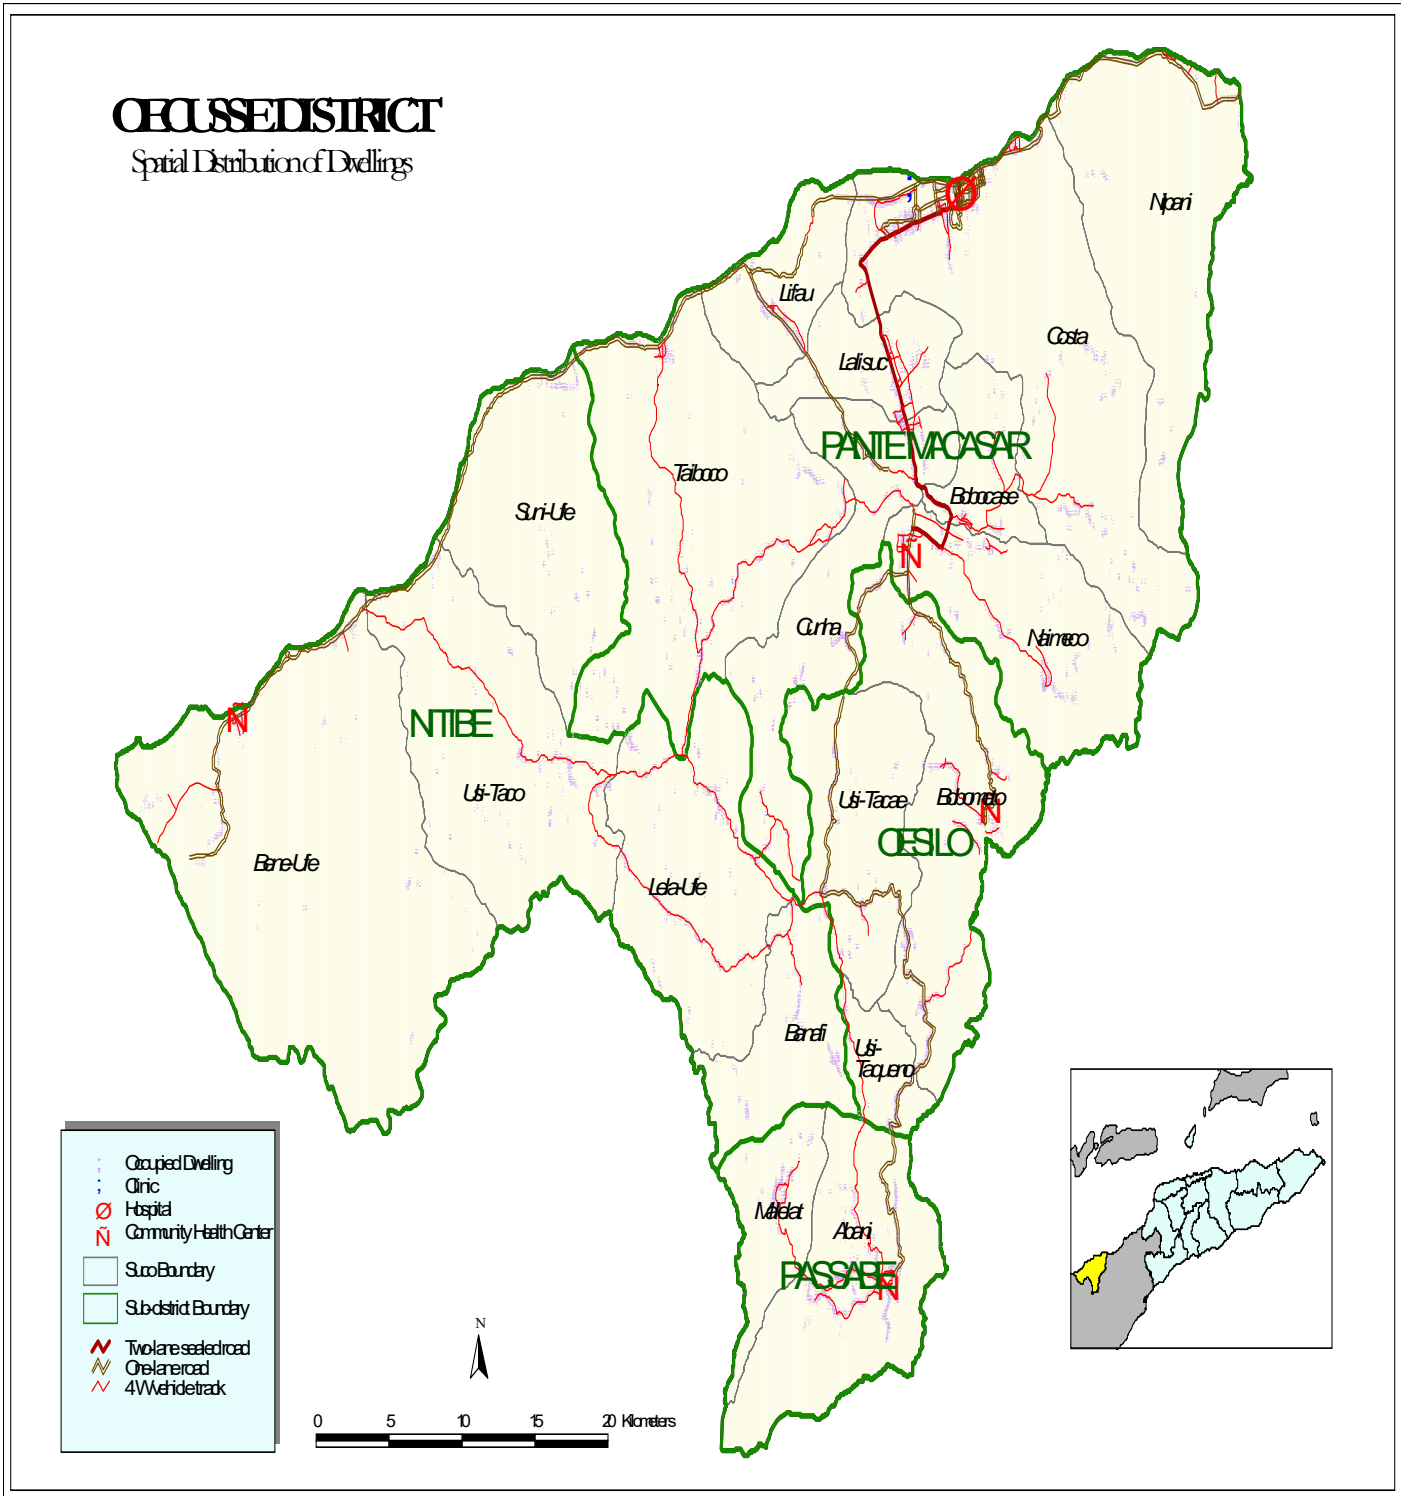 OECUSSE DISTRICT
Spatial Distribution of Dwellings
Nipani
Lifau
Costa
Lalisuc
PANTE MACASAR
Taiboco
Bobocase
Suni-Ufe
Ñ
Cunha
Naimeco
Ñ
NITIBE
Usi-Taco
Usi-Tacae
Bobometo
Ñ
OESILO
Bene-Ufe
Lela-Ufe
Banafi
Usi-
Taqueno
Malelat
Abani
PASSABE
Ñ
; Occupied Dwelling
; Clinic
Ø Hospital
Ñ Community Health Center
Suco Boundary
Sub-district Boundary
Two-lane sealed road
One-lane road
4W vehicle track
N
0 5 10 15 20 Kilometers